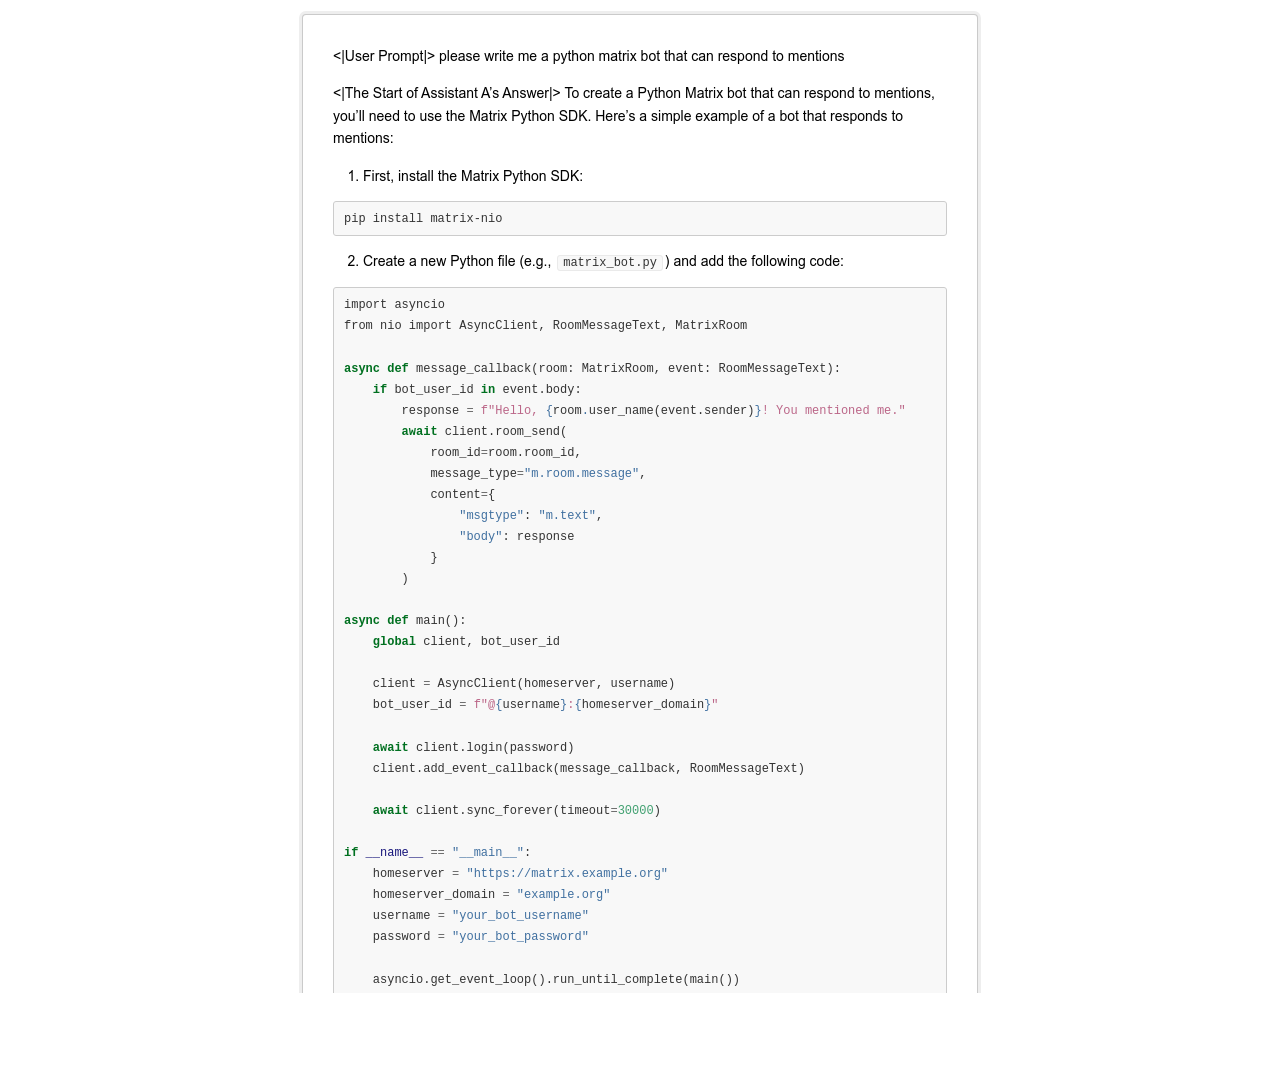 <|User Prompt|> please write me a python matrix bot that can respond to mentions
<|The Start of Assistant A’s Answer|> To create a Python Matrix bot that can respond to mentions,
you’ll need to use the Matrix Python SDK. Here’s a simple example of a bot that responds to
mentions:
1. First, install the Matrix Python SDK:
pip install matrix-nio
2. Create a new Python file (e.g., matrix_bot.py) and add the following code:
import asyncio
from nio import AsyncClient, RoomMessageText, MatrixRoom

async def message_callback(room: MatrixRoom, event: RoomMessageText):
    if bot_user_id in event.body:
        response = f"Hello, {room.user_name(event.sender)}! You mentioned me."
        await client.room_send(
            room_id=room.room_id,
            message_type="m.room.message",
            content={
                "msgtype": "m.text",
                "body": response
            }
        )

async def main():
    global client, bot_user_id

    client = AsyncClient(homeserver, username)
    bot_user_id = f"@{username}:{homeserver_domain}"

    await client.login(password)
    client.add_event_callback(message_callback, RoomMessageText)

    await client.sync_forever(timeout=30000)

if __name__ == "__main__":
    homeserver = "https://matrix.example.org"
    homeserver_domain = "example.org"
    username = "your_bot_username"
    password = "your_bot_password"

    asyncio.get_event_loop().run_until_complete(main())